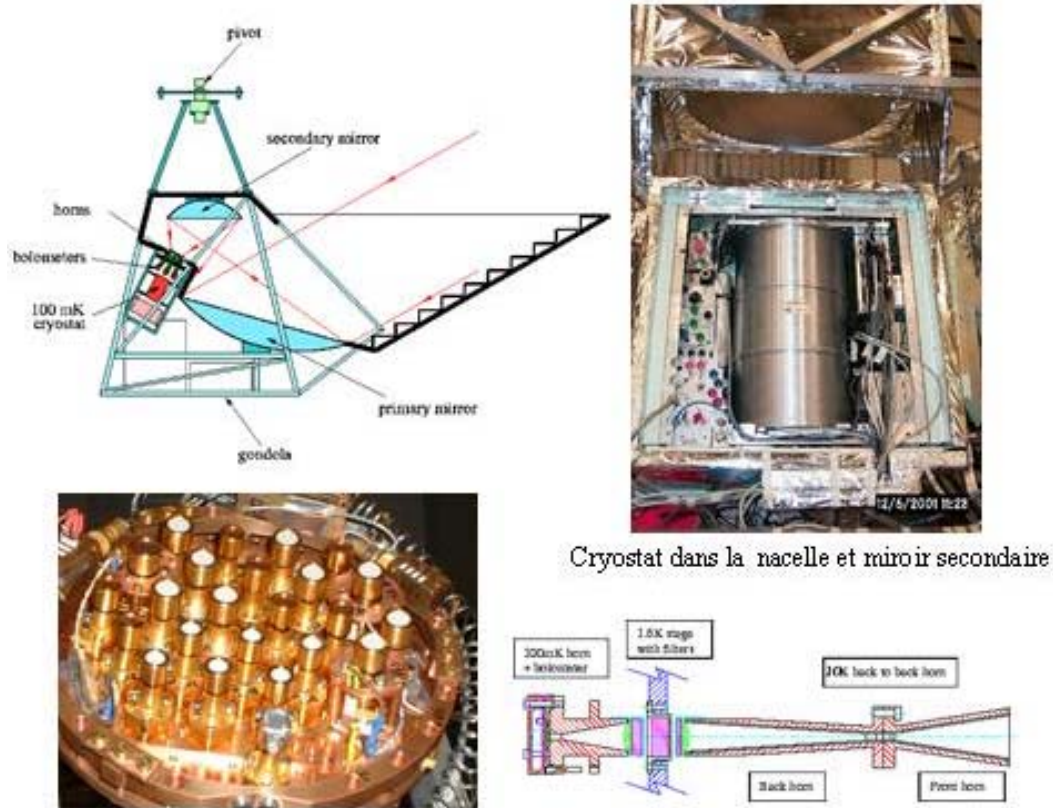 pivot
secondary mirror
horns
bolometers
100 mK
cryostat
primary mirror
gondola
12/5/2001 11:22
Cryostat dans la nacelle et miroir secondaire
100mK horn
+ bolometer
1.6K stage
with filters
10K back to back horn
Back horn
Front horn